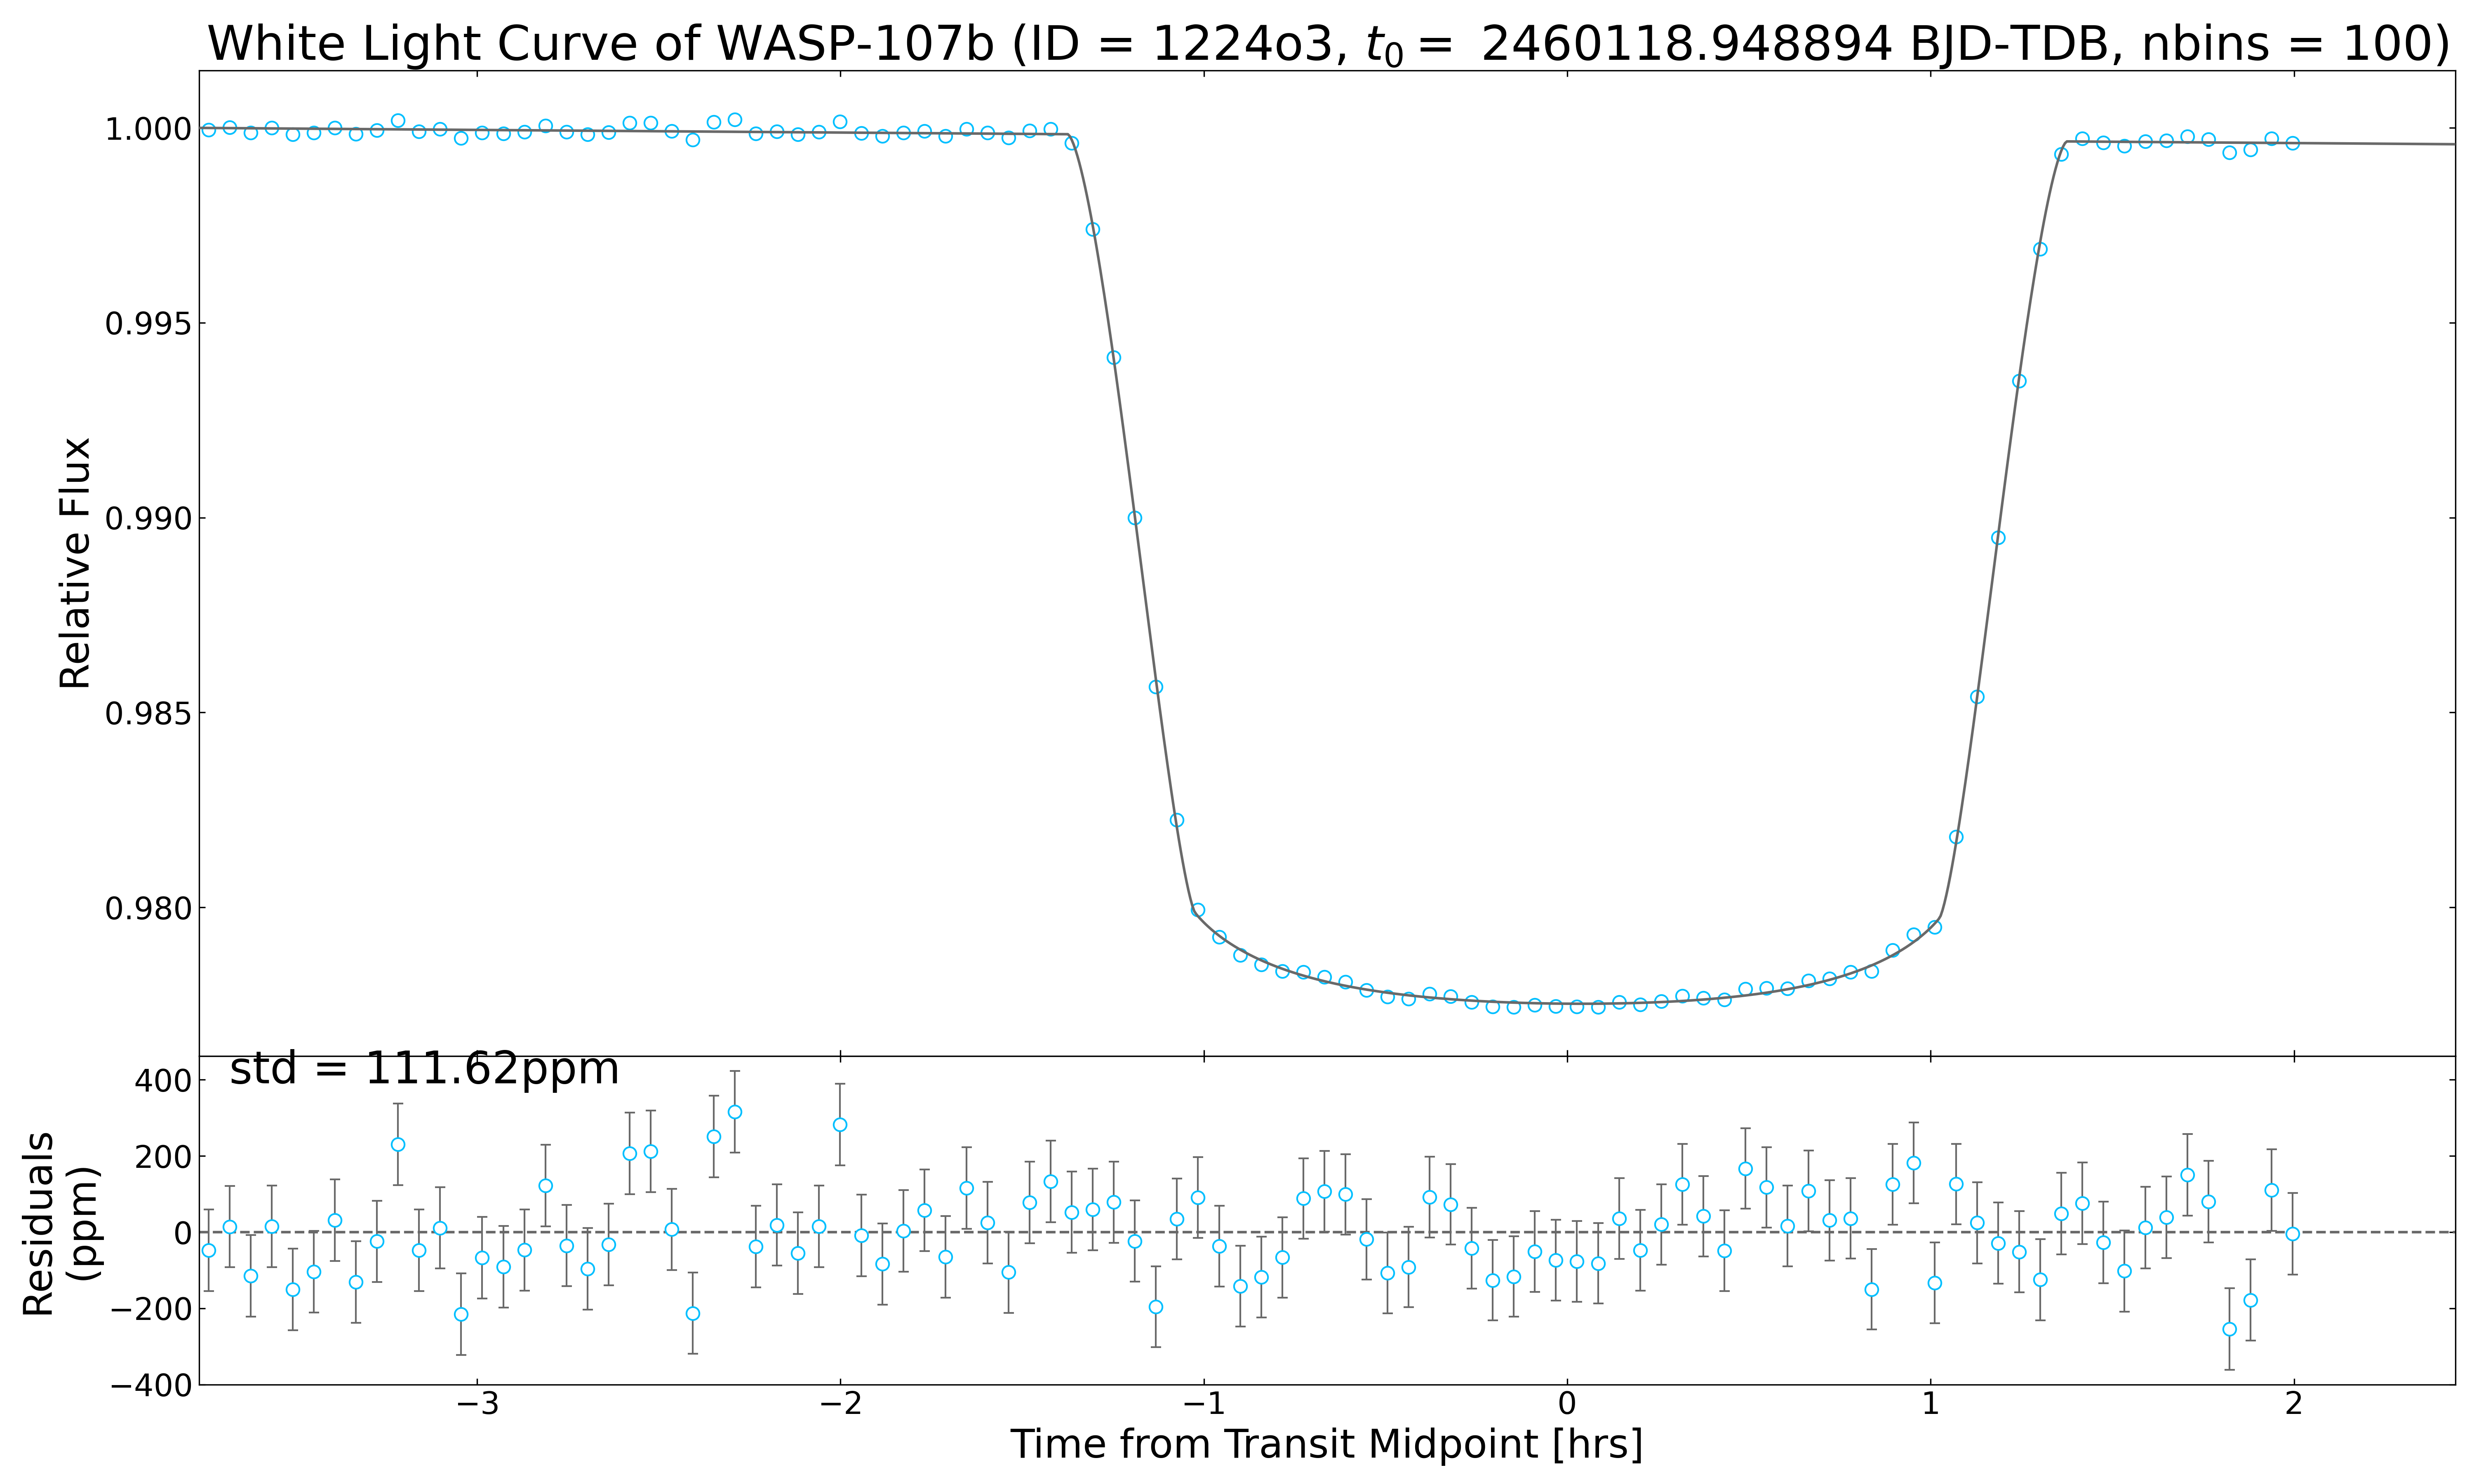 White Light Curve of WASP-107b (ID = 1224o3, t₀ = 2460118.948894 BJD-TDB, nbins = 100)
1.000
0.995
0.990
0.985
0.980
Relative Flux
std = 111.62ppm
400
200
0
−200
−400
Residuals
(ppm)
−3
−2
−1
0
1
2
Time from Transit Midpoint [hrs]